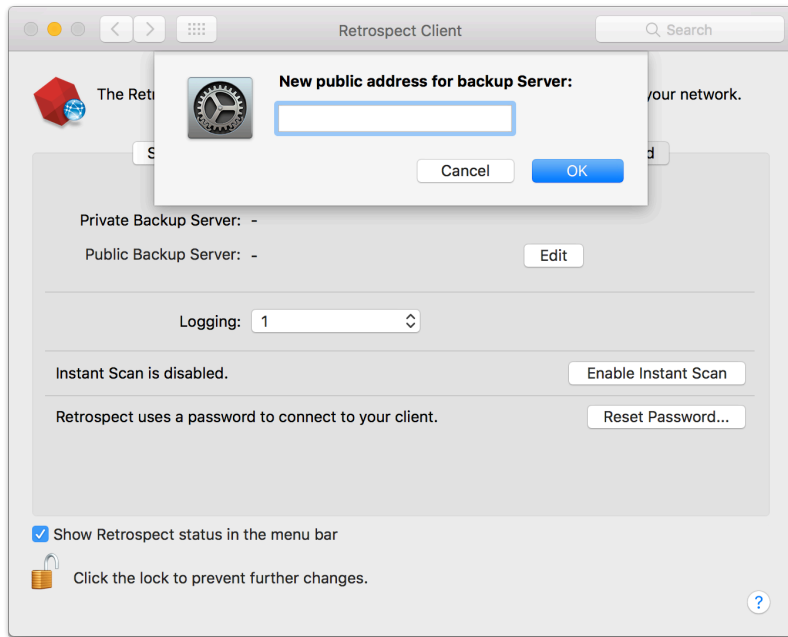 Retrospect Client
Search
New public address for backup Server:
The
your network.
Cancel
OK
Private Backup Server: -
Public Backup Server: -
Edit
Logging: 1
Instant Scan is disabled.
Enable Instant Scan
Retrospect uses a password to connect to your client.
Reset Password...
Show Retrospect status in the menu bar
Click the lock to prevent further changes.
?